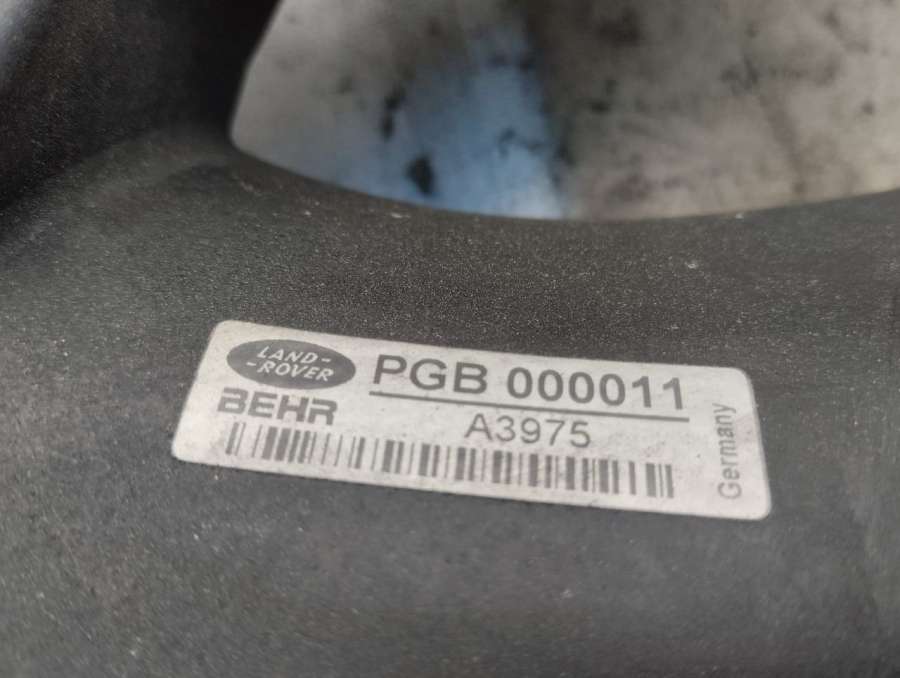 LAND-
-ROVER
PGB 000011
BEHR
A3975
Germany